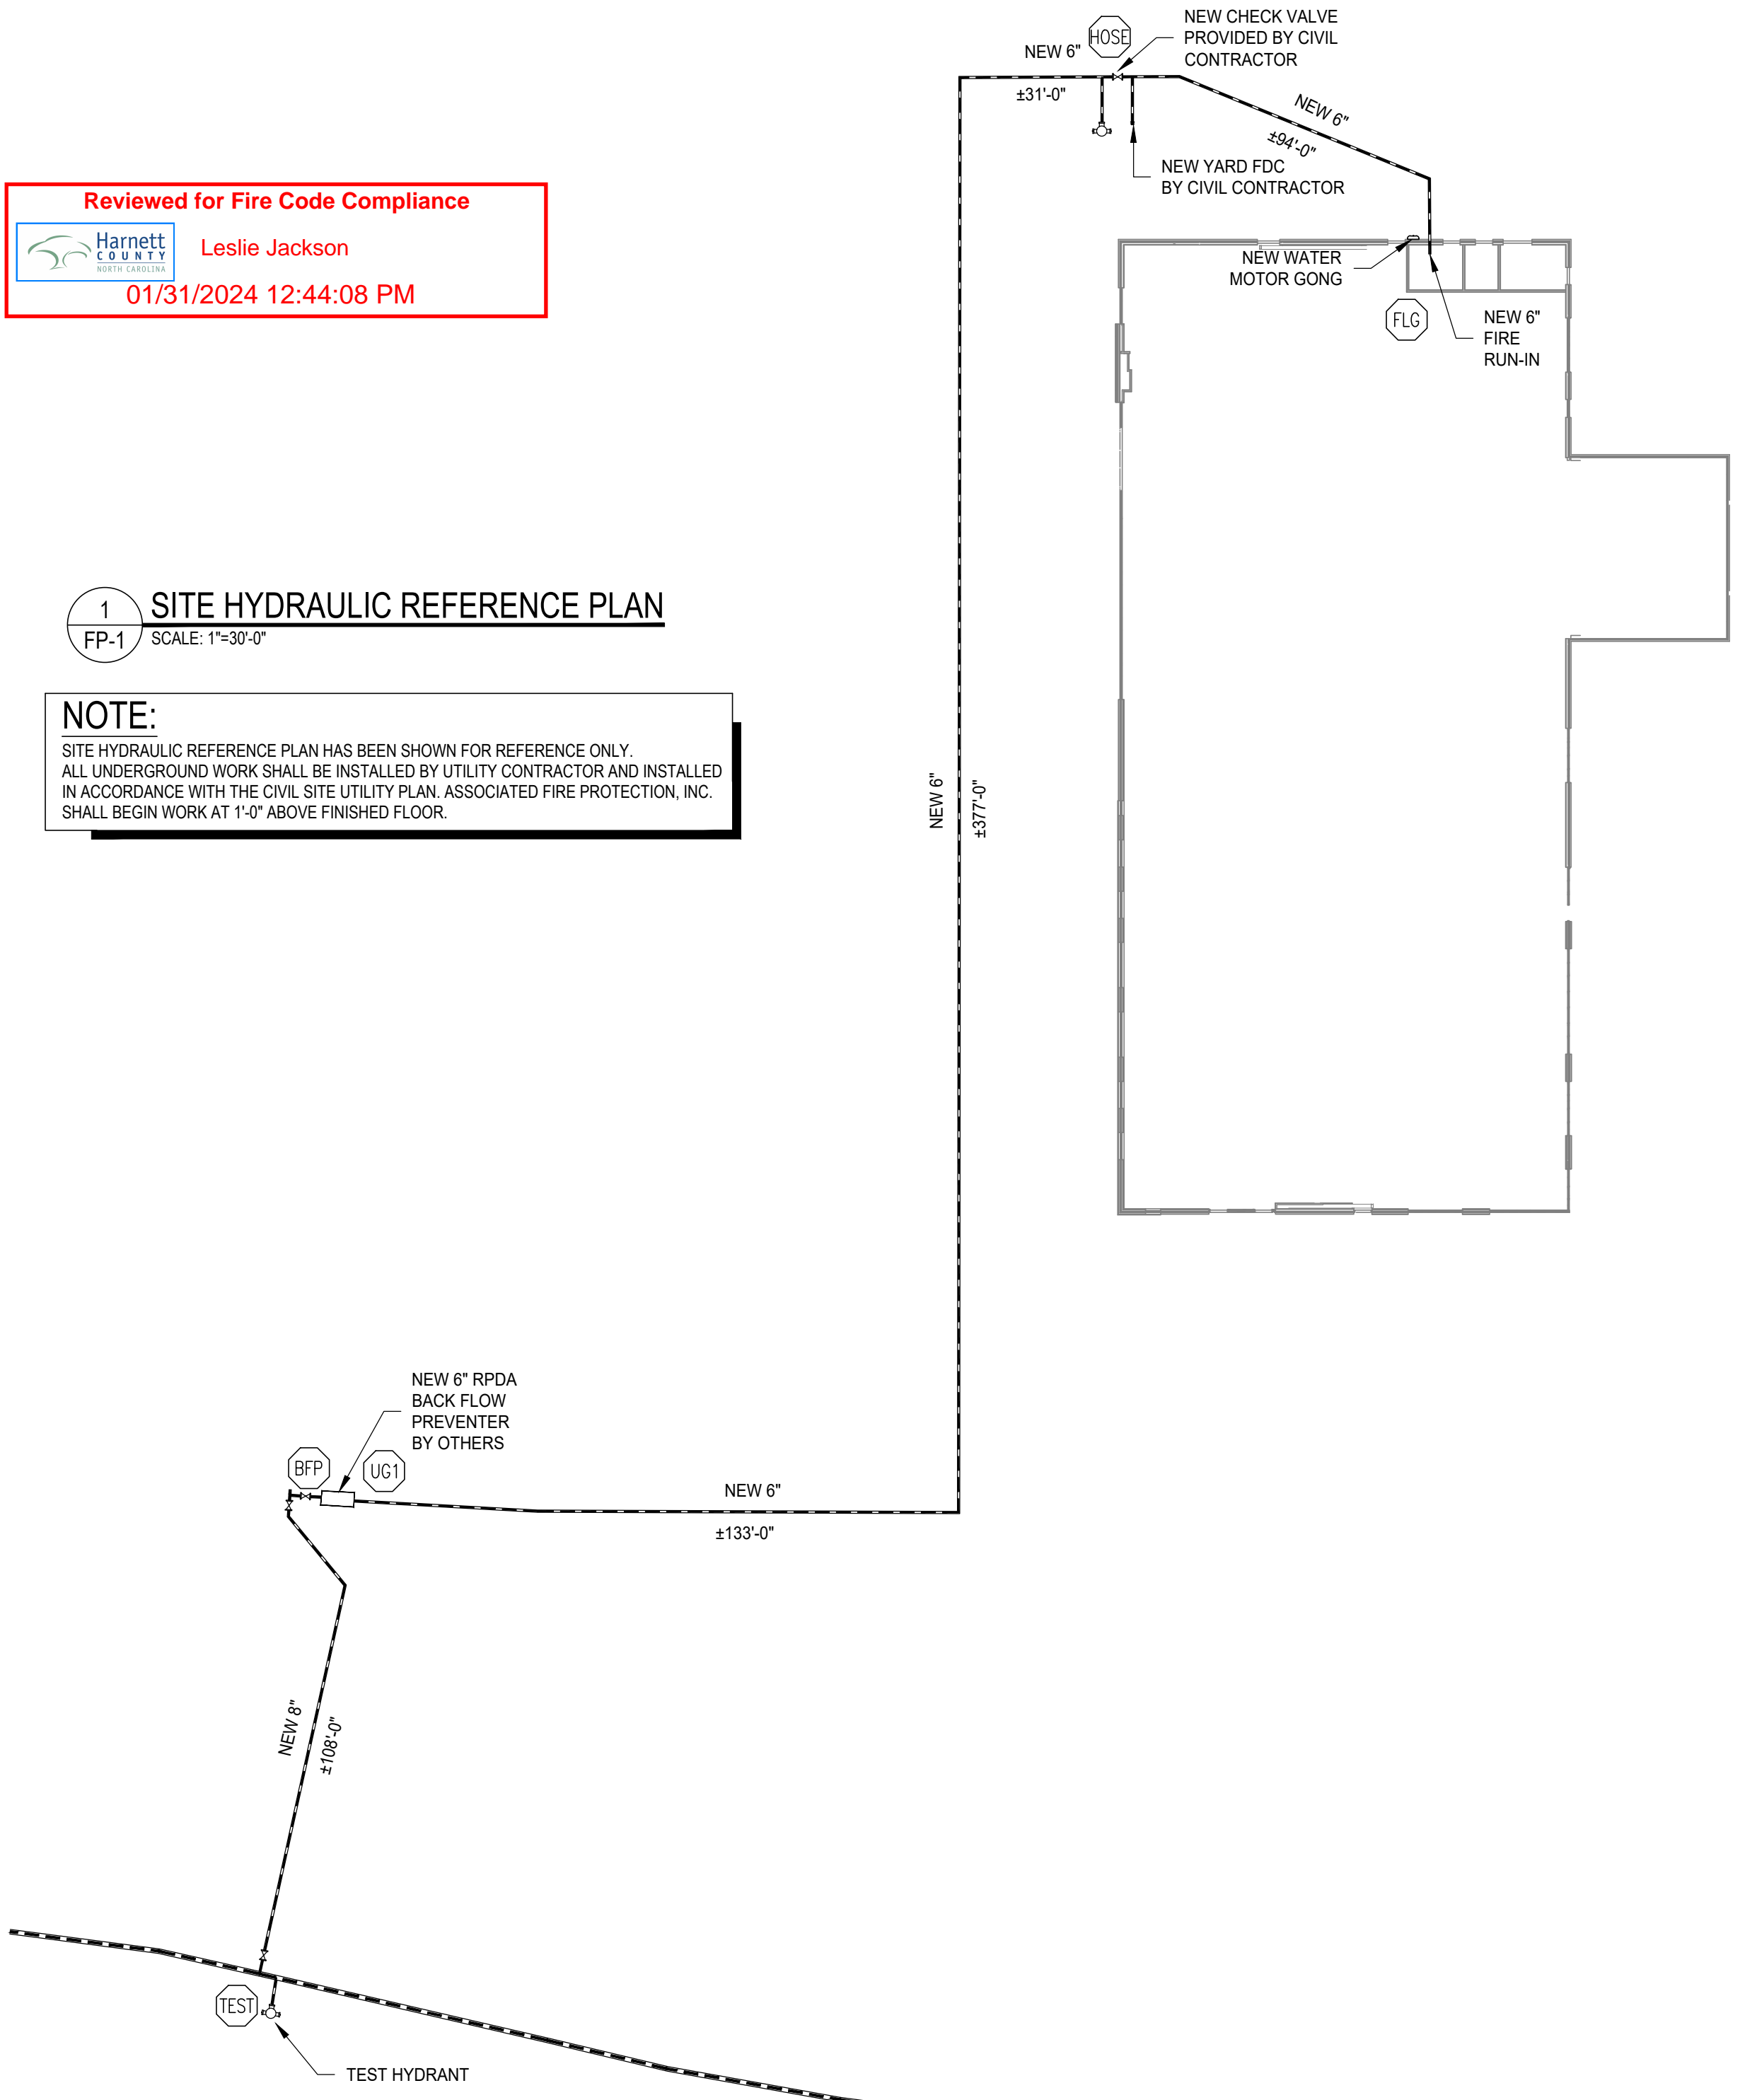 NEW CHECK VALVE
PROVIDED BY CIVIL
CONTRACTOR
HOSE
NEW 6"
±31'-0"
NEW 6"
±94'-0"
NEW YARD FDC
BY CIVIL CONTRACTOR
Reviewed for Fire Code Compliance
Harnett
COUNTY
NORTH CAROLINA
Leslie Jackson
01/31/2024 12:44:08 PM
NEW WATER
MOTOR GONG
FLG
NEW 6"
FIRE
RUN-IN
1
FP-1
SITE HYDRAULIC REFERENCE PLAN
SCALE: 1"=30'-0"
NOTE:
SITE HYDRAULIC REFERENCE PLAN HAS BEEN SHOWN FOR REFERENCE ONLY.
ALL UNDERGROUND WORK SHALL BE INSTALLED BY UTILITY CONTRACTOR AND INSTALLED
IN ACCORDANCE WITH THE CIVIL SITE UTILITY PLAN. ASSOCIATED FIRE PROTECTION, INC.
SHALL BEGIN WORK AT 1'-0" ABOVE FINISHED FLOOR.
NEW 6"
±377'-0"
NEW 6" RPDA
BACK FLOW
PREVENTER
BY OTHERS
BFP
UG1
NEW 6"
±133'-0"
NEW 8"
±108'-0"
TEST
TEST HYDRANT